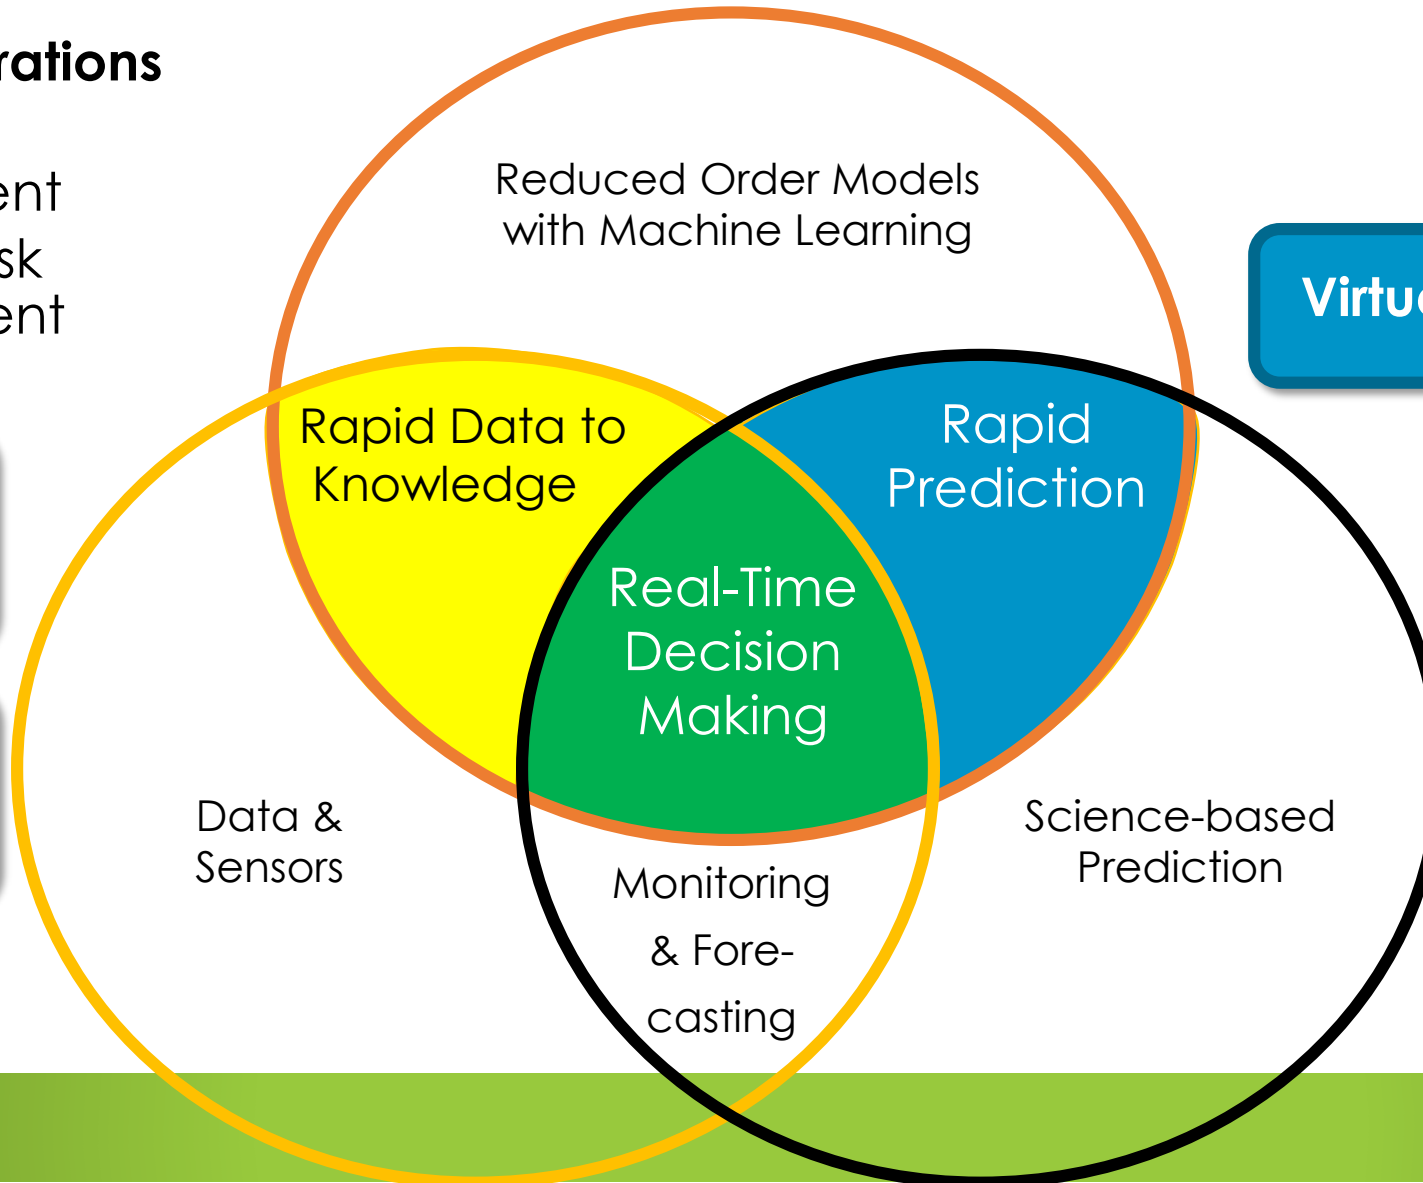 rations
ent
sk
ent
Reduced Order Models
with Machine Learning
Virtu
Rapid Data to
Knowledge
Rapid
Prediction
Real-Time
Decision
Making
Data &
Sensors
Science-based
Prediction
Monitoring
& Fore-
casting